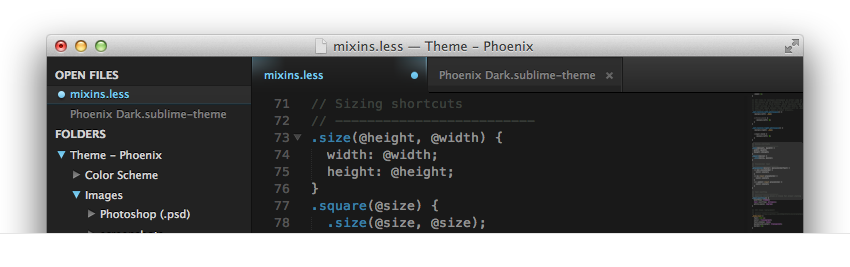 mixins.less — Theme – Phoenix
OPEN FILES
mixins.less
Phoenix Dark.sublime-theme
FOLDERS
Theme – Phoenix
Color Scheme
Images
Photoshop (.psd)
mixins.less
Phoenix Dark.sublime-theme ×
71 // Sizing shortcuts
72 // -------------------------
73 .size(@height, @width) {
74 width: @width;
75 height: @height;
76 }
77 .square(@size) {
78 .size(@size, @size);